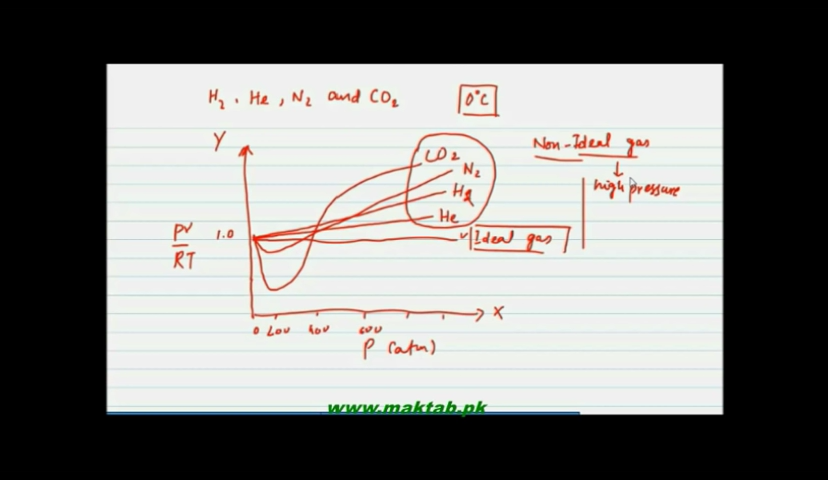 H₂, He, N₂ and CO₂
0°C
Y
CO₂
N₂
H₂
He
Non-Ideal gas
high pressure
PV
RT
1.0
Ideal gas
0 200 400 600
X
P (atm)
www.maktab.pk